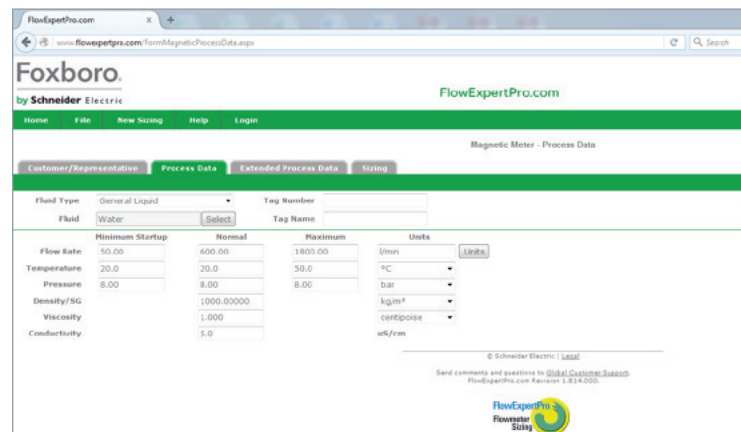 FlowExpertPro.com x +
www.flowexpertpro.com/FormMagneticProcessData.aspx Search
Foxboro.
by Schneider Electric
FlowExpertPro.com
Home File New Sizing Help Login
Magnetic Meter - Process Data
Customer/Representative Process Data Extended Process Data Sizing
Fluid Type General Liquid Tag Number
Fluid Water Select Tag Name
Minimum Startup Normal Maximum Units
Flow Rate 50.00 600.00 1800.00 l/min Units
Temperature 20.0 20.0 50.0 °C
Pressure 8.00 8.00 8.00 bar
Density/SG 1000.00000 kg/m³
Viscosity 1.000 centipoise
Conductivity 5.0 uS/cm
© Schneider Electric | Legal
Send comments and questions to Global Customer Support.
FlowExpertPro.com Revision 1.814.000.
FlowExpertPro
Flowmeter
Sizing